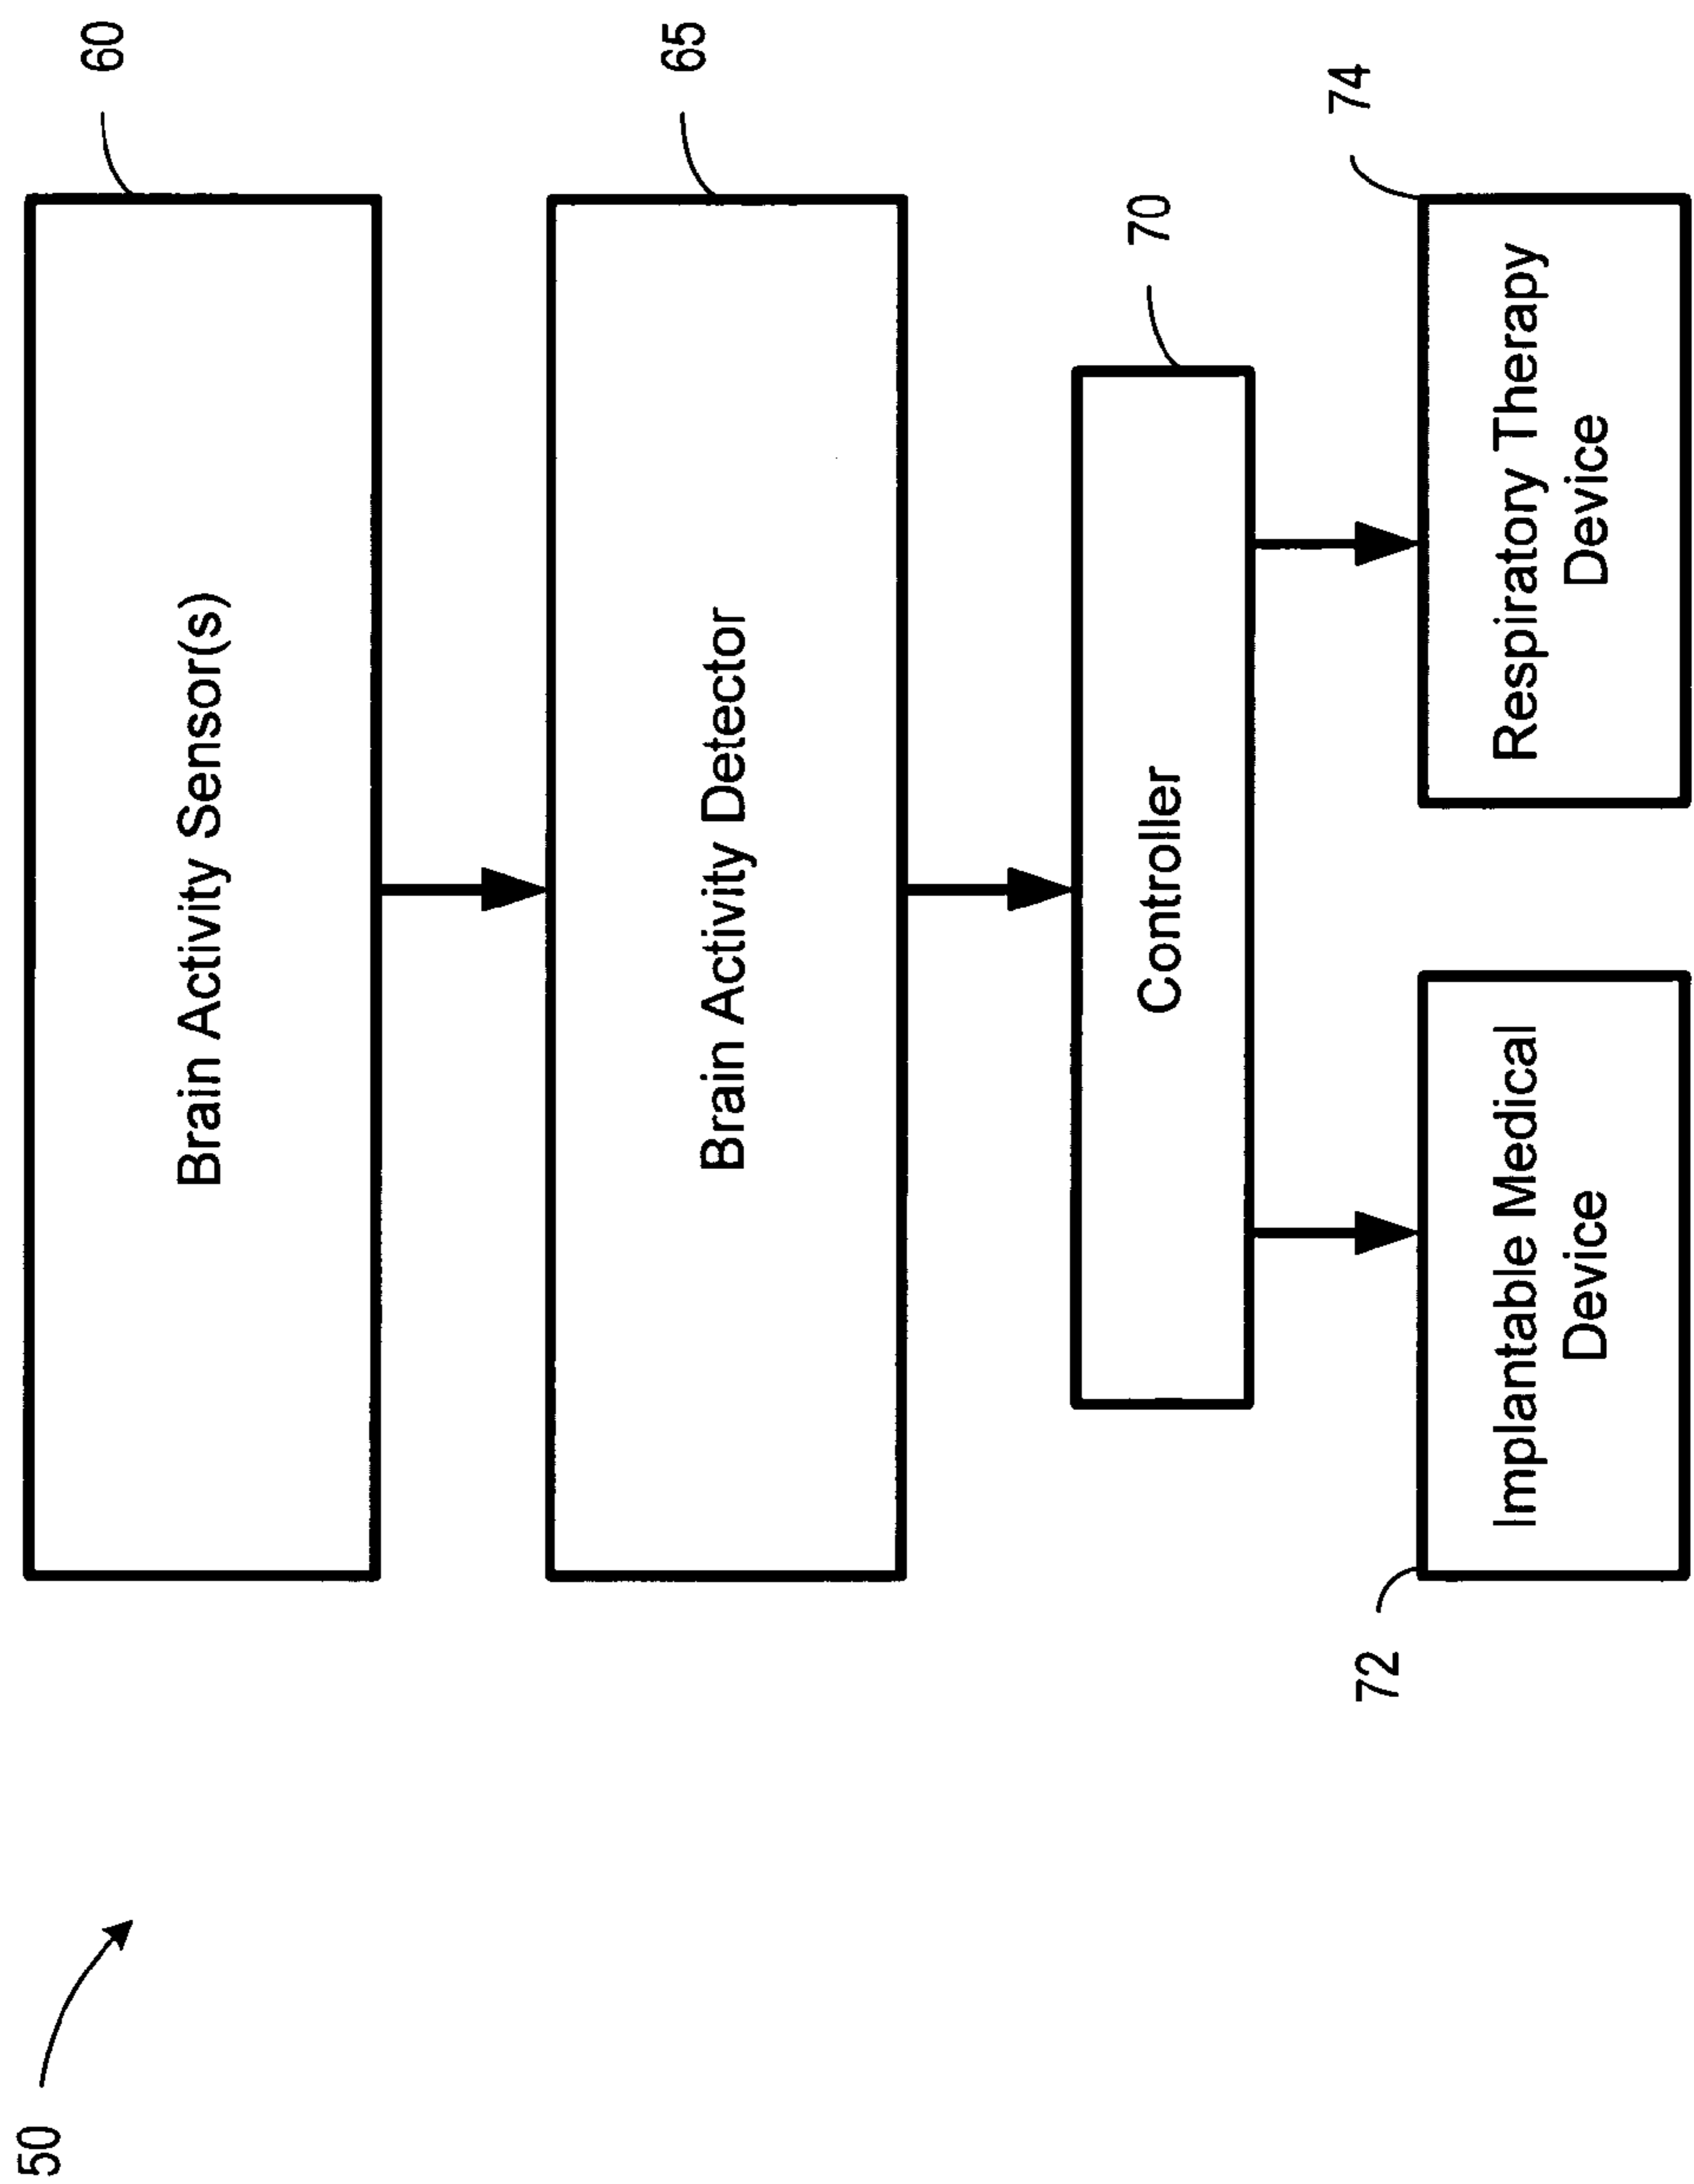 50
60
Brain Activity Sensor(s)
65
Brain Activity Detector
70
Controller
72
Implantable Medical
Device
74
Respiratory Therapy
Device